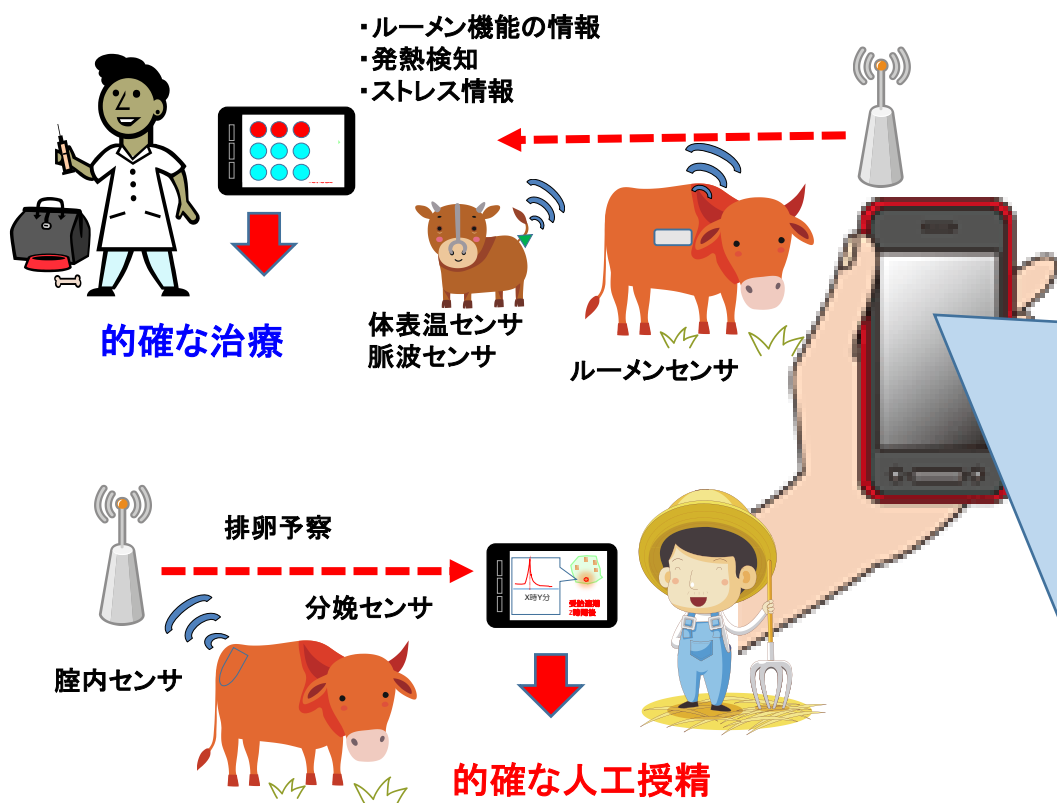 ・ルーメン機能の情報
・発熱検知
・ストレス情報
的確な治療
体表温センサ
脈波センサ
ルーメンセンサ
排卵予察
分娩センサ
X時Y分
腟内センサ
的確な人工授精